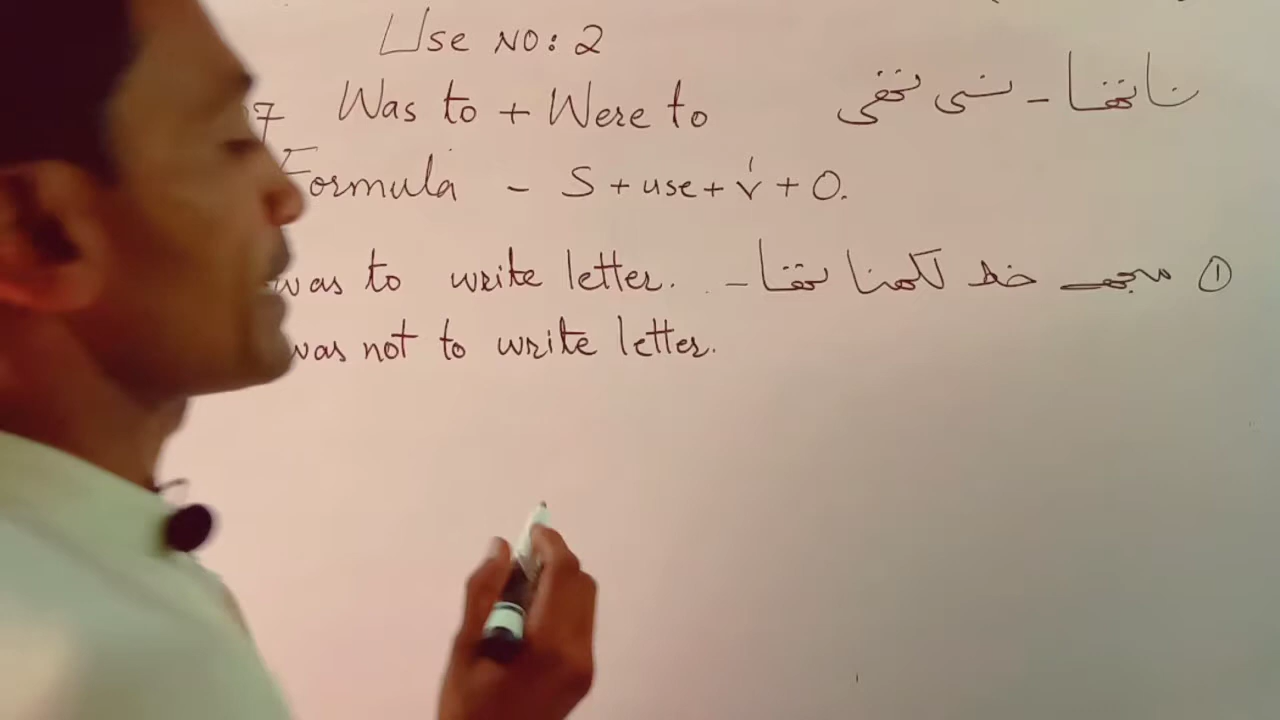 Use NO: 2
7 Was to + Were to نا تھا - نی تھی
Formula - S + use + v' + O.
was to write letter. ① مجھے خط لکھنا تھا -
was not to write letter.